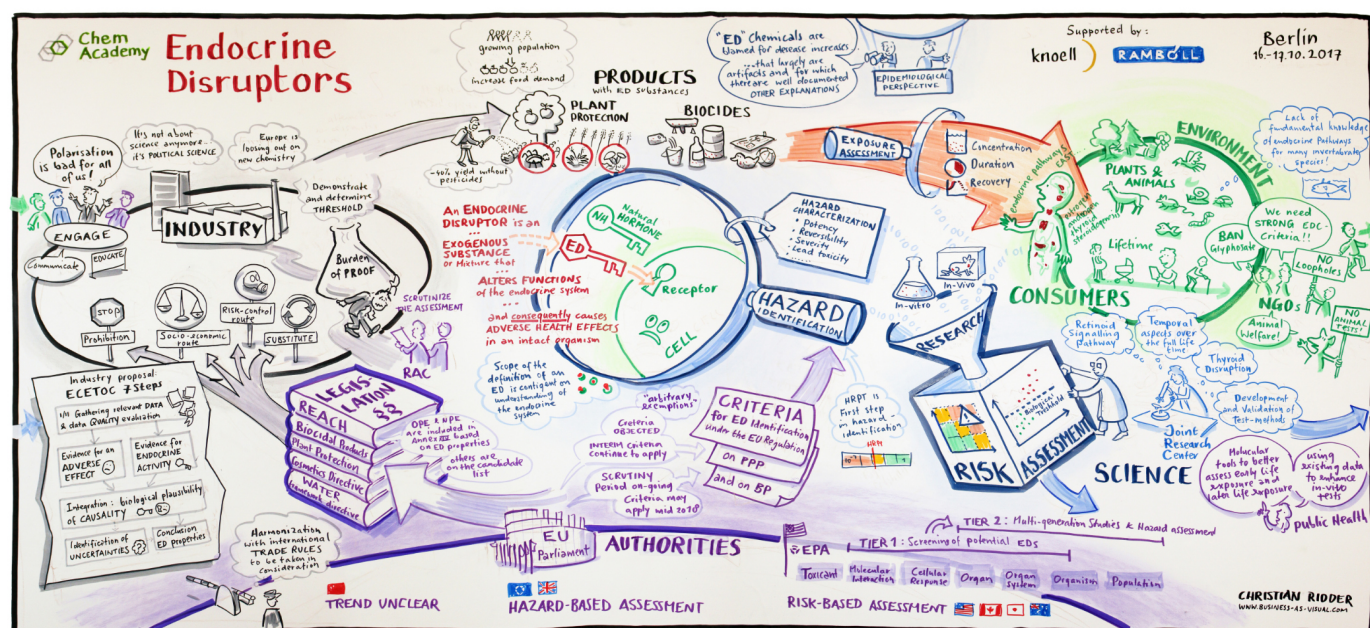 Chem
Academy
Endocrine
Disruptors
growing population
increase food demand
PRODUCTS
with ED substances
PLANT
PROTECTION
BIOCIDES
~40% yield without
pesticides
"ED" Chemicals are
blamed for desease increases
...that largely are
artifacts and for which
there are well documented
OTHER EXPLANATIONS
EPIDEMIOLOGICAL
PERSPECTIVE
Supported by:
knoell
RAMBOLL
Berlin
16.-17.10.2017
Polarisation
is bad for all
of us!
It's not about
science anymore...
it's POLITICAL SCIENCE
Europe is
loosing out on
new chemistry
ENGAGE
Communicate
EDUCATE
INDUSTRY
Demonstrate
and determine
THRESHOLD
Burden
of PROOF
STOP
Prohibition
Socio-economic
route
Risk-control
route
SUBSTITUTE
SCRUTINIZE
THE ASSESSMENT
RAC
An ENDOCRINE
DISRUPTOR is an
EXOGENOUS
SUBSTANCE
or Mixture that
...
ALTERS FUNCTIONS
of the endocrine system
...
and consequently causes
ADVERSE HEALTH EFFECTS
in an intact organism
NH
Natural
HORMONE
ED
Receptor
CELL
Scope of the
definition of an
ED is contigent on
understanding of
the endocrine
system
HAZARD
CHARACTERIZATION
• Potency
• Reversibility
• Severity
• Lead toxicity
...
HAZARD
IDENTIFICATION
EXPOSURE
ASSESSMENT
Concentration
Duration
Recovery
endocrine pathways
EATS
estrogen
androgen
thyroid
steroidogenesis
In-vitro
In-Vivo
RESEARCH
CONSUMERS
ENVIRONMENT
PLANTS &
ANIMALS
Lifetime
Lack of
fundamental knowledge
of endocrine Pathways
for many invertebrate
species!
We need
STRONG EDC-
Criteria!!
BAN
Glyphosate
NO
Loopholes
NGOs
Animal
Welfare!
NO
ANIMAL
TESTS!
Retinoid
Signalling
pathway
Temporal
aspects over
the full life
time
Thyroid
Disruption
Development
and Validation of
Test-methods
Joint
Research
Center
Biological
threshold
RISK
ASSESSMENT
SCIENCE
Molecular
tools to better
assess early life
exposure and
later life exposure
using
existing data
to enhance
in-vitro
tests
public Health
HRPT is
First step
in hazard
identification
Industry proposal:
ECETOC 7 Steps
I/II Gathering relevant DATA
& data QUALITY evaluation
Evidence for
an ADVERSE
EFFECT
Evidence for
ENDOCRINE
ACTIVITY
Integration: biological plausibility
of CAUSALITY
Identification of
UNCERTAINTIES
Conclusion
ED properties
LEGIS-
LATION
§§
REACH
Biocidal Products
Plant Protection
Cosmetics Directive
WATER
framework directive
OPE & NPE
are included in
Annex XIV based
on ED properties
others are
on the candidate
list
"arbitrary
exemptions"
Creteria
OBJECTED
INTERIM Criteria
continue to apply
SCRUTINY
Period on-going
Criteria may
apply mid 2018
CRITERIA
for ED Identification
under the ED Regulation
on PPP
and on BP
Harmonization
with international
TRADE RULES
to be taken in
consideration
EU
Parliament
AUTHORITIES
EPA
TIER 2: Multi-generation Studies & Hazard assessment
TIER 1: Screening of potential EDs
Toxicant
Molecular
Interaction
Cellular
Response
Organ
Organ
System
Organism
Population
TREND UNCLEAR
HAZARD-BASED ASSESSMENT
RISK-BASED ASSESSMENT
CHRISTIAN RIDDER
WWW.BUSINESS-AS-VISUAL.COM